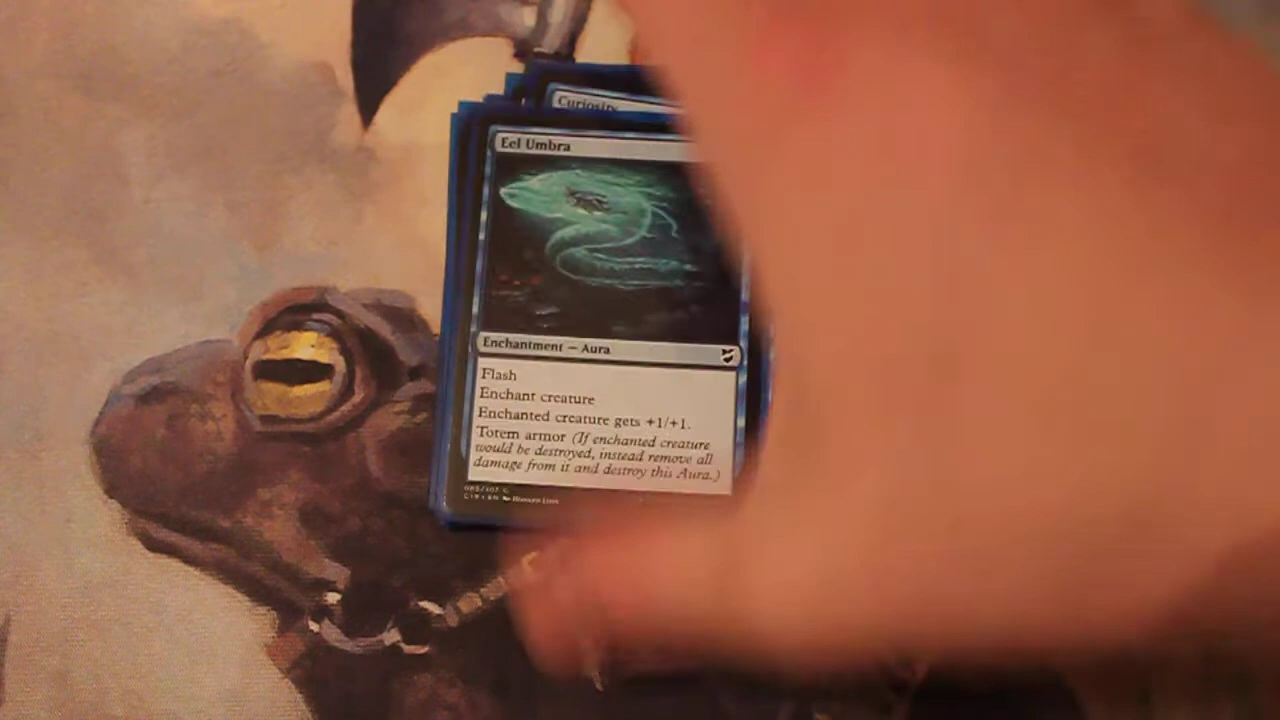 Curiosity
Eel Umbra
Enchantment — Aura
Flash
Enchant creature
Enchanted creature gets +1/+1.
Totem armor (If enchanted creature
would be destroyed, instead remove all
damage from it and destroy this Aura.)